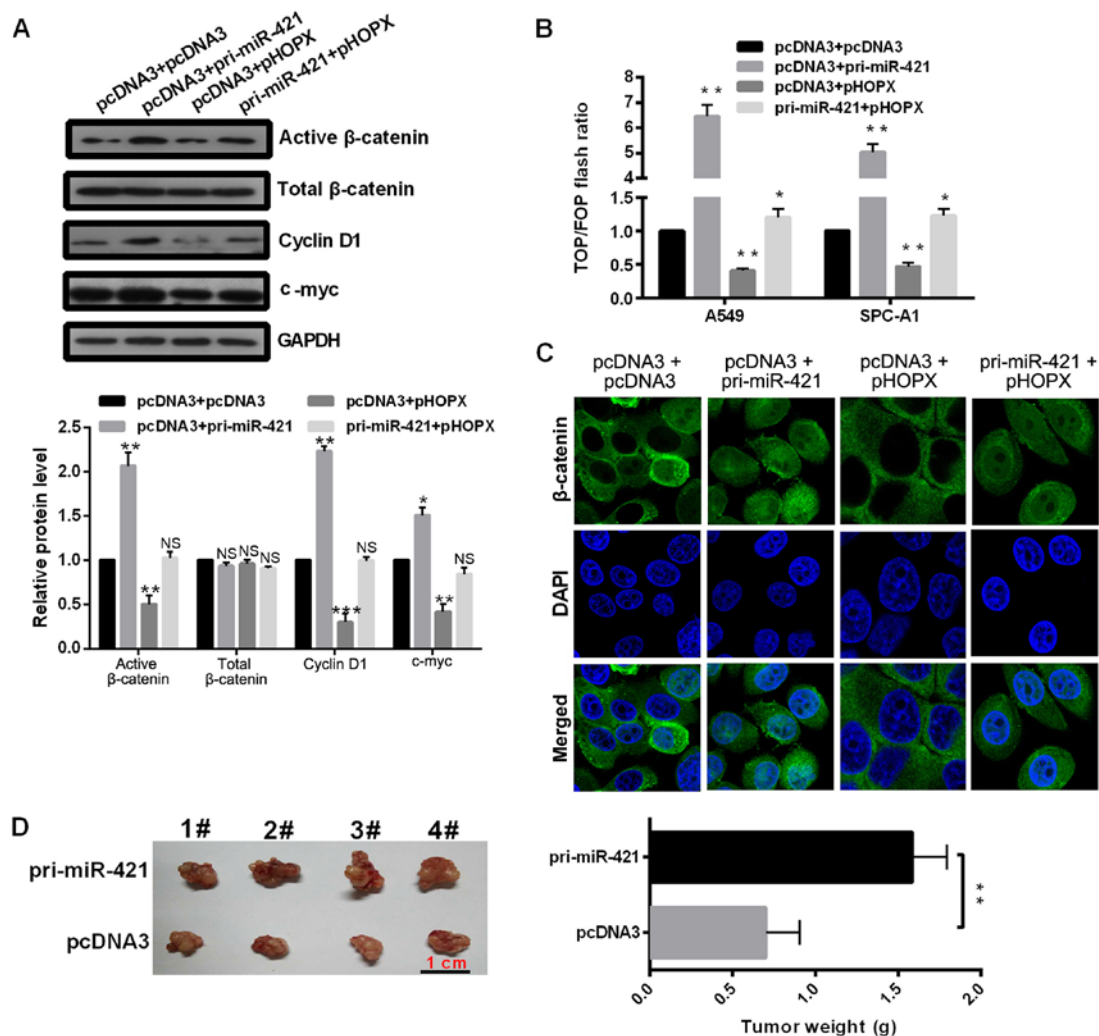 A
pcDNA3+pcDNA3
pcDNA3+pri-miR-421
pcDNA3+pHOPX
pri-miR-421+pHOPX
Active β-catenin
Total β-catenin
Cyclin D1
c-myc
GAPDH
pcDNA3+pcDNA3
pcDNA3+pHOPX
pcDNA3+pri-miR-421
pri-miR-421+pHOPX
Relative protein level
2.5
2.0
1.5
1.0
0.5
0.0
**
**
NS
NS
NS
NS
**
***
NS
*
**
NS
Active
β-catenin
Total
β-catenin
Cyclin D1
c-myc
B
pcDNA3+pcDNA3
pcDNA3+pri-miR-421
pcDNA3+pHOPX
pri-miR-421+pHOPX
TOP/FOP flash ratio
8
7
6
5
4
1.5
1.0
0.5
0.0
**
**
*
**
**
*
A549
SPC-A1
C
pcDNA3 +
pcDNA3
pcDNA3 +
pri-miR-421
pcDNA3 +
pHOPX
pri-miR-421 +
pHOPX
β-catenin
DAPI
Merged
D
1# 2# 3# 4#
pri-miR-421
pcDNA3
1 cm
pri-miR-421
pcDNA3
**
0.0 0.5 1.0 1.5 2.0
Tumor weight (g)